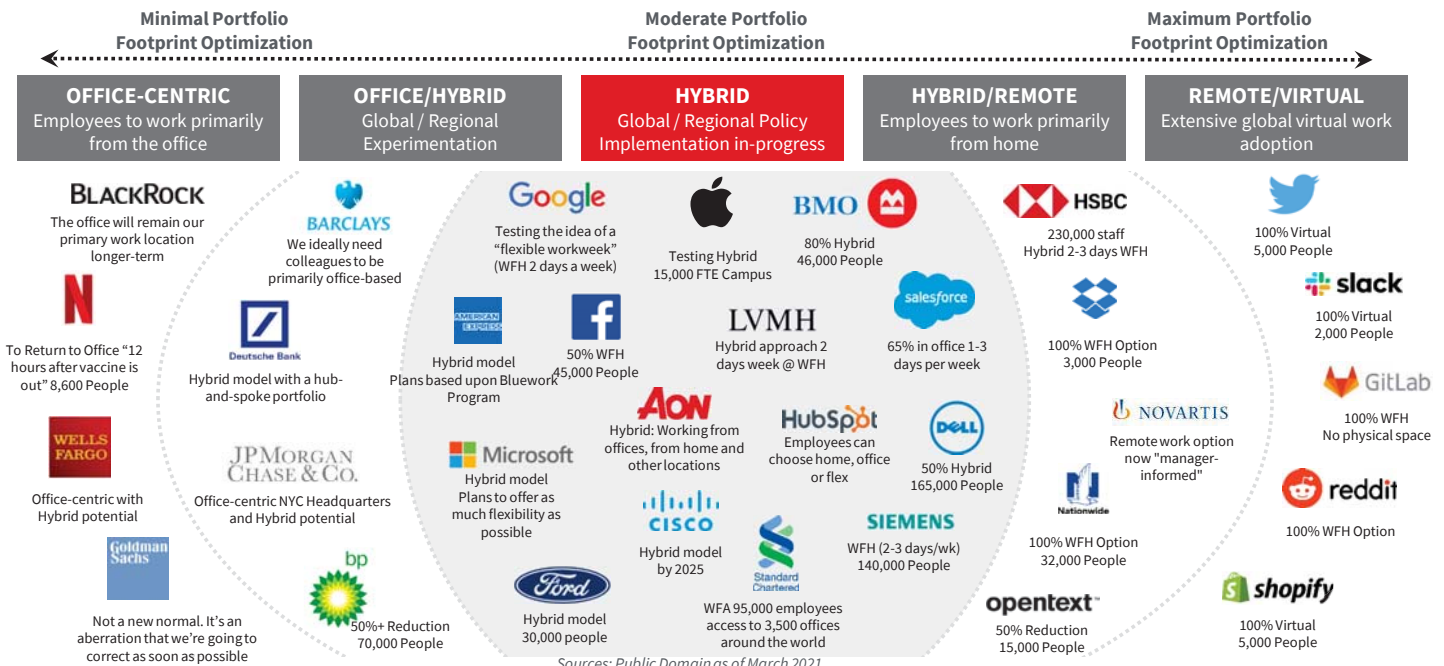 Minimal Portfolio
Footprint Optimization
Moderate Portfolio
Footprint Optimization
Maximum Portfolio
Footprint Optimization
OFFICE-CENTRIC
Employees to work primarily
from the office
OFFICE/HYBRID
Global / Regional
Experimentation
HYBRID
Global / Regional Policy
Implementation in-progress
HYBRID/REMOTE
Employees to work primarily
from home
REMOTE/VIRTUAL
Extensive global virtual work
adoption
BLACKROCK
The office will remain our
primary work location
longer-term
N
To Return to Office “12
hours after vaccine is
out” 8,600 People
WELLS
FARGO
Office-centric with
Hybrid potential
Goldman
Sachs
Not a new normal. It’s an
aberration that we’re going to
correct as soon as possible
BARCLAYS
We ideally need
colleagues to be
primarily office-based
Deutsche Bank
Hybrid model with a hub-
and-spoke portfolio
JPMORGAN
CHASE & CO.
Office-centric NYC Headquarters
and Hybrid potential
bp
50%+ Reduction
70,000 People
Google
Testing the idea of a
“flexible workweek”
(WFH 2 days a week)
Testing Hybrid
15,000 FTE Campus
BMO
80% Hybrid
46,000 People
AMERICAN
EXPRESS
Hybrid model
Plans based upon Bluework
Program
f
50% WFH
45,000 People
LVMH
Hybrid approach 2
days week @ WFH
salesforce
65% in office 1-3
days per week
Microsoft
Hybrid model
Plans to offer as
much flexibility as
possible
AON
Hybrid: Working from
offices, from home and
other locations
HubSpot
Employees can
choose home, office
or flex
DELL
50% Hybrid
165,000 People
CISCO
Hybrid model
by 2025
Standard
Chartered
WFA 95,000 employees
access to 3,500 offices
around the world
SIEMENS
WFH (2-3 days/wk)
140,000 People
Ford
Hybrid model
30,000 people
HSBC
230,000 staff
Hybrid 2-3 days WFH
100% WFH Option
3,000 People
NOVARTIS
Remote work option
now "manager-
informed"
Nationwide
100% WFH Option
32,000 People
opentext™
50% Reduction
15,000 People
100% Virtual
5,000 People
slack
100% Virtual
2,000 People
GitLab
100% WFH
No physical space
reddit
100% WFH Option
shopify
100% Virtual
5,000 People
Sources: Public Domain as of March 2021